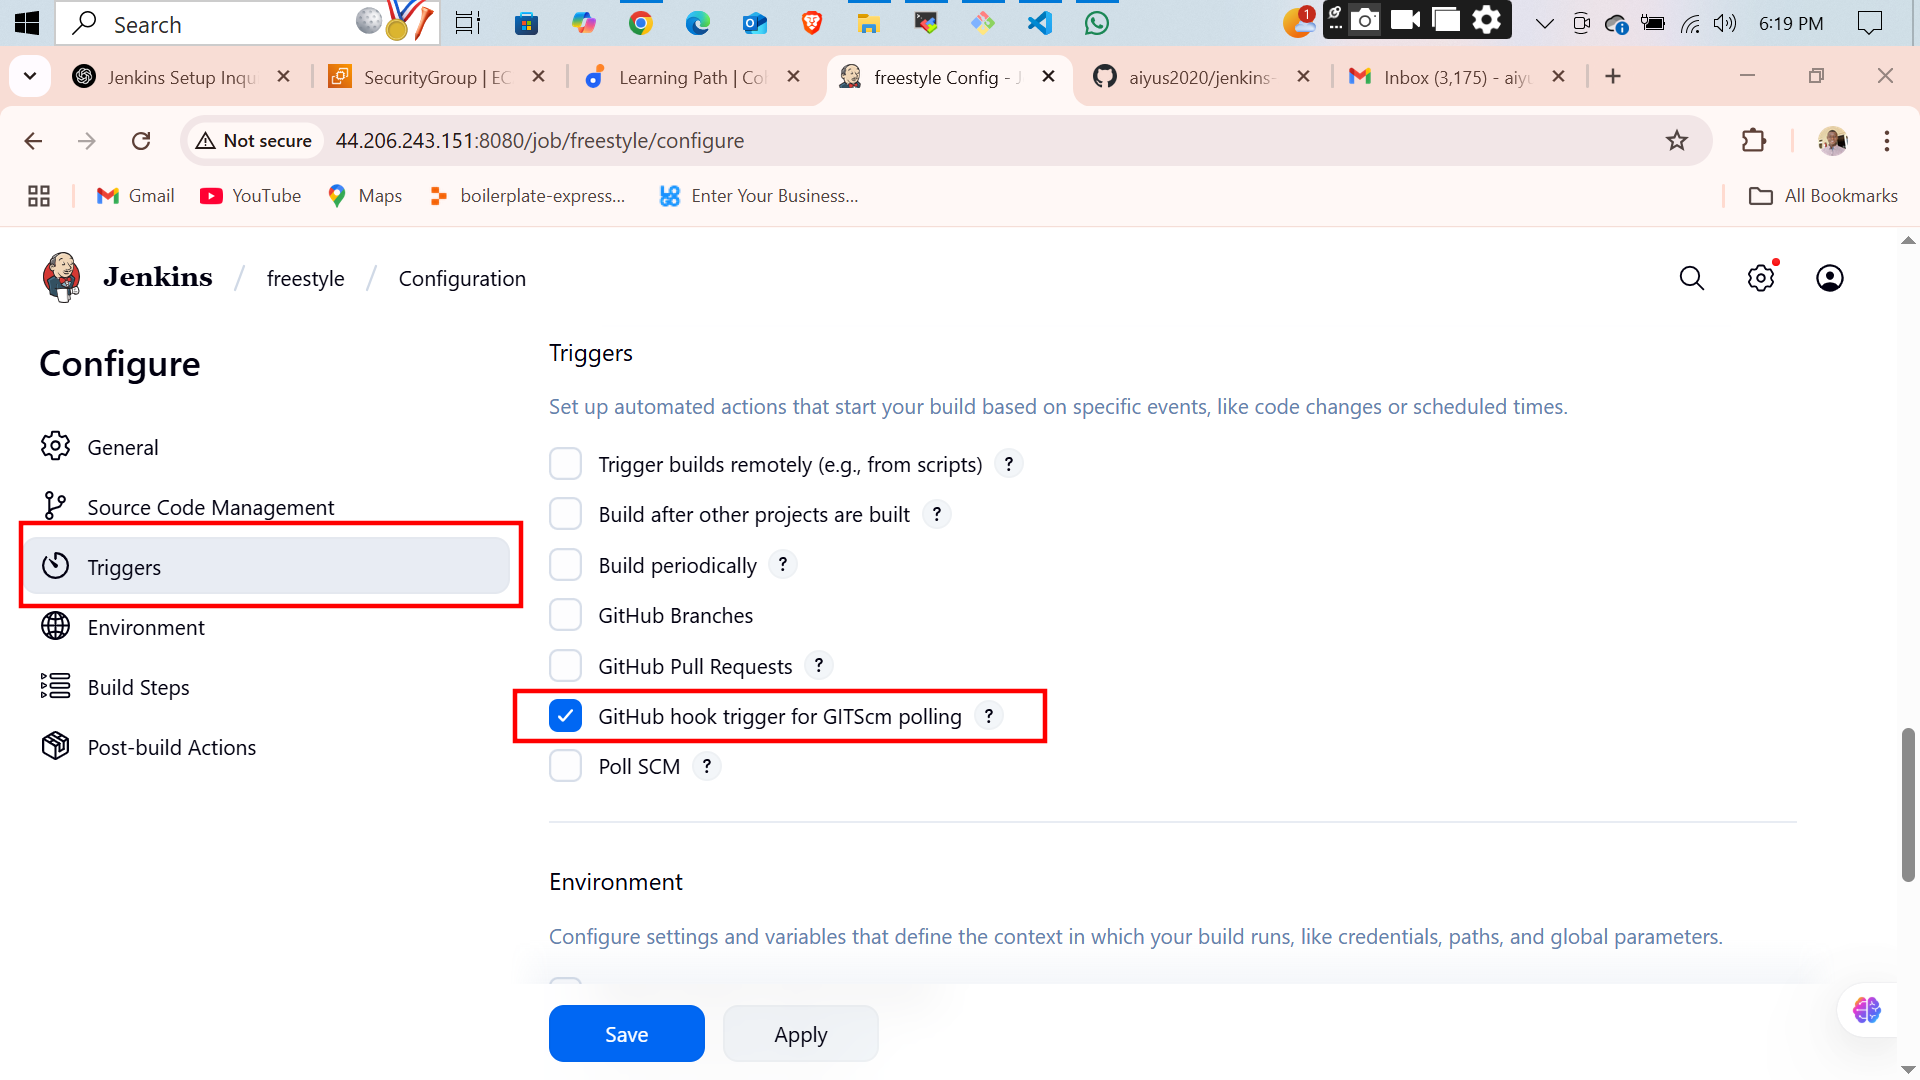 Search
1
6:19 PM
Jenkins Setup Inqu
SecurityGroup | EC
Learning Path | Col
freestyle Config - J
aiyus2020/jenkins-
Inbox (3,175) - aiyu
Not secure
44.206.243.151:8080/job/freestyle/configure
Gmail
YouTube
Maps
boilerplate-express...
Enter Your Business...
All Bookmarks
Jenkins / freestyle / Configuration
Configure
General
Source Code Management
Triggers
Environment
Build Steps
Post-build Actions
Triggers
Set up automated actions that start your build based on specific events, like code changes or scheduled times.
Trigger builds remotely (e.g., from scripts) ?
Build after other projects are built ?
Build periodically ?
GitHub Branches
GitHub Pull Requests ?
GitHub hook trigger for GITScm polling ?
Poll SCM ?
Environment
Configure settings and variables that define the context in which your build runs, like credentials, paths, and global parameters.
Save
Apply